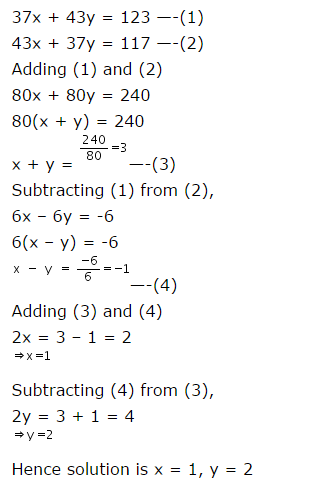 37x + 43y = 123 —-(1)
43x + 37y = 117 —-(2)
Adding (1) and (2)
80x + 80y = 240
80(x + y) = 240
x + y = 240/80 =3 —-(3)
Subtracting (1) from (2),
6x – 6y = -6
6(x – y) = -6
x – y = –6/6 = –1 —-(4)
Adding (3) and (4)
2x = 3 – 1 = 2
⇒x=1
Subtracting (4) from (3),
2y = 3 + 1 = 4
⇒y=2
Hence solution is x = 1, y = 2